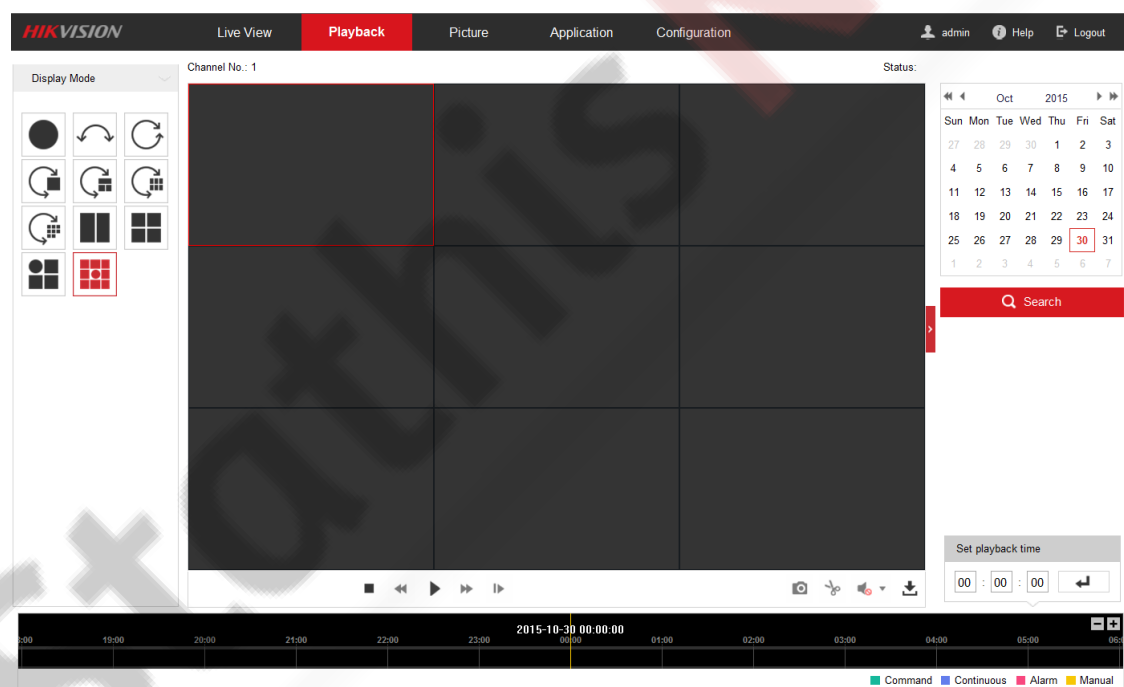 HIKVISION Live View Playback Picture Application Configuration admin Help Logout
Display Mode
Channel No.: 1 Status:
Oct 2015
Sun Mon Tue Wed Thu Fri Sat
27 28 29 30 1 2 3
4 5 6 7 8 9 10
11 12 13 14 15 16 17
18 19 20 21 22 23 24
25 26 27 28 29 30 31
1 2 3 4 5 6 7
Search
Set playback time
00 : 00 : 00
2015-10-30 00:00:00
19:00 20:00 21:00 22:00 23:00 00:00 01:00 02:00 03:00 04:00 05:00
Command Continuous Alarm Manual